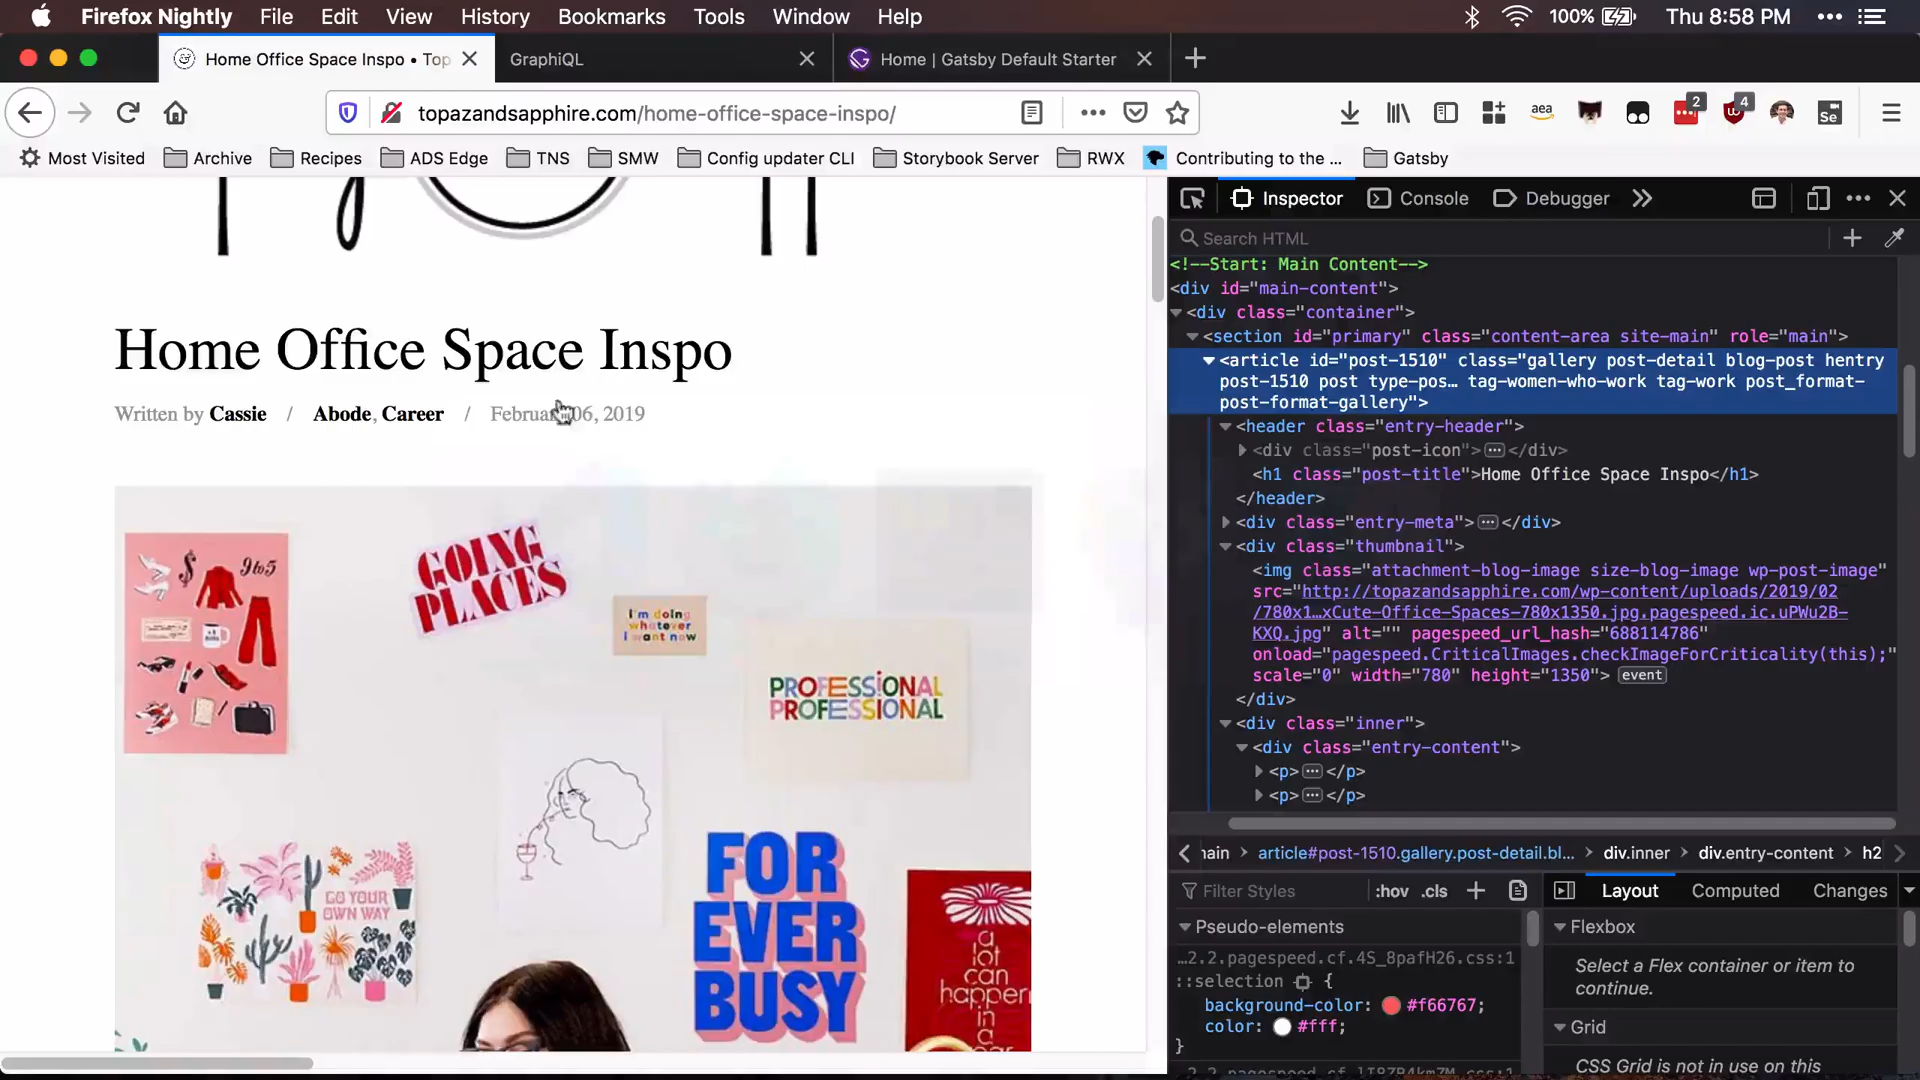 Firefox Nightly File Edit View History Bookmarks Tools Window Help 100% Thu 8:58 PM
Home Office Space Inspo • Top GraphiQL Home | Gatsby Default Starter
topazandsapphire.com/home-office-space-inspo/ aea 2 4 Se
Most Visited Archive Recipes ADS Edge TNS SMW Config updater CLI Storybook Server RWX Contributing to the ... Gatsby
Home Office Space Inspo
Written by Cassie / Abode, Career / February 06, 2019
9 to 5
GOING
PLACES
i'm doing
whatever
i want now
PROFESSIONAL
PROFESSIONAL
GO YOUR
OWN WAY
FOR
EVER
BUSY
a
lot
can
happen
in
a
Inspector Console Debugger
Search HTML
<!--Start: Main Content-->
<div id="main-content">
<div class="container">
<section id="primary" class="content-area site-main" role="main">
<article id="post-1510" class="gallery post-detail blog-post hentry
post-1510 post type-pos… tag-women-who-work tag-work post_format-
post-format-gallery">
<header class="entry-header">
<div class="post-icon"> </div>
<h1 class="post-title">Home Office Space Inspo</h1>
</header>
<div class="entry-meta"> </div>
<div class="thumbnail">
<img class="attachment-blog-image size-blog-image wp-post-image"
src="http://topazandsapphire.com/wp-content/uploads/2019/02
/780x1…xCute-Office-Spaces-780x1350.jpg.pagespeed.ic.uPWu2B-
KXQ.jpg" alt="" pagespeed_url_hash="688114786"
onload="pagespeed.CriticalImages.checkImageForCriticality(this);"
scale="0" width="780" height="1350"> event
</div>
<div class="inner">
<div class="entry-content">
<p> </p>
<p> </p>
article#post-1510.gallery.post-detail.bl… div.inner div.entry-content h2
Filter Styles :hov .cls + Layout Computed Changes
Pseudo-elements Flexbox
…2.2.pagespeed.cf.4S_8pafH26.css:1
::selection {
background-color: #f66767;
color: #fff;
}
Select a Flex container or item to
continue.
Grid
CSS Grid is not in use on this